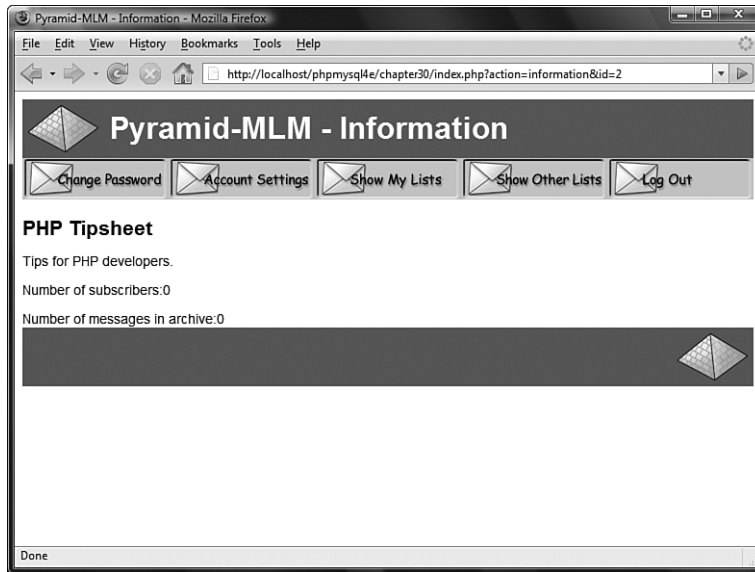 Pyramid-MLM - Information - Mozilla Firefox
File Edit View History Bookmarks Tools Help
http://localhost/phpmysql4e/chapter30/index.php?action=information&id=2
Pyramid-MLM - Information
Change Password Account Settings Show My Lists Show Other Lists Log Out
PHP Tipsheet
Tips for PHP developers.
Number of subscribers:0
Number of messages in archive:0
Done